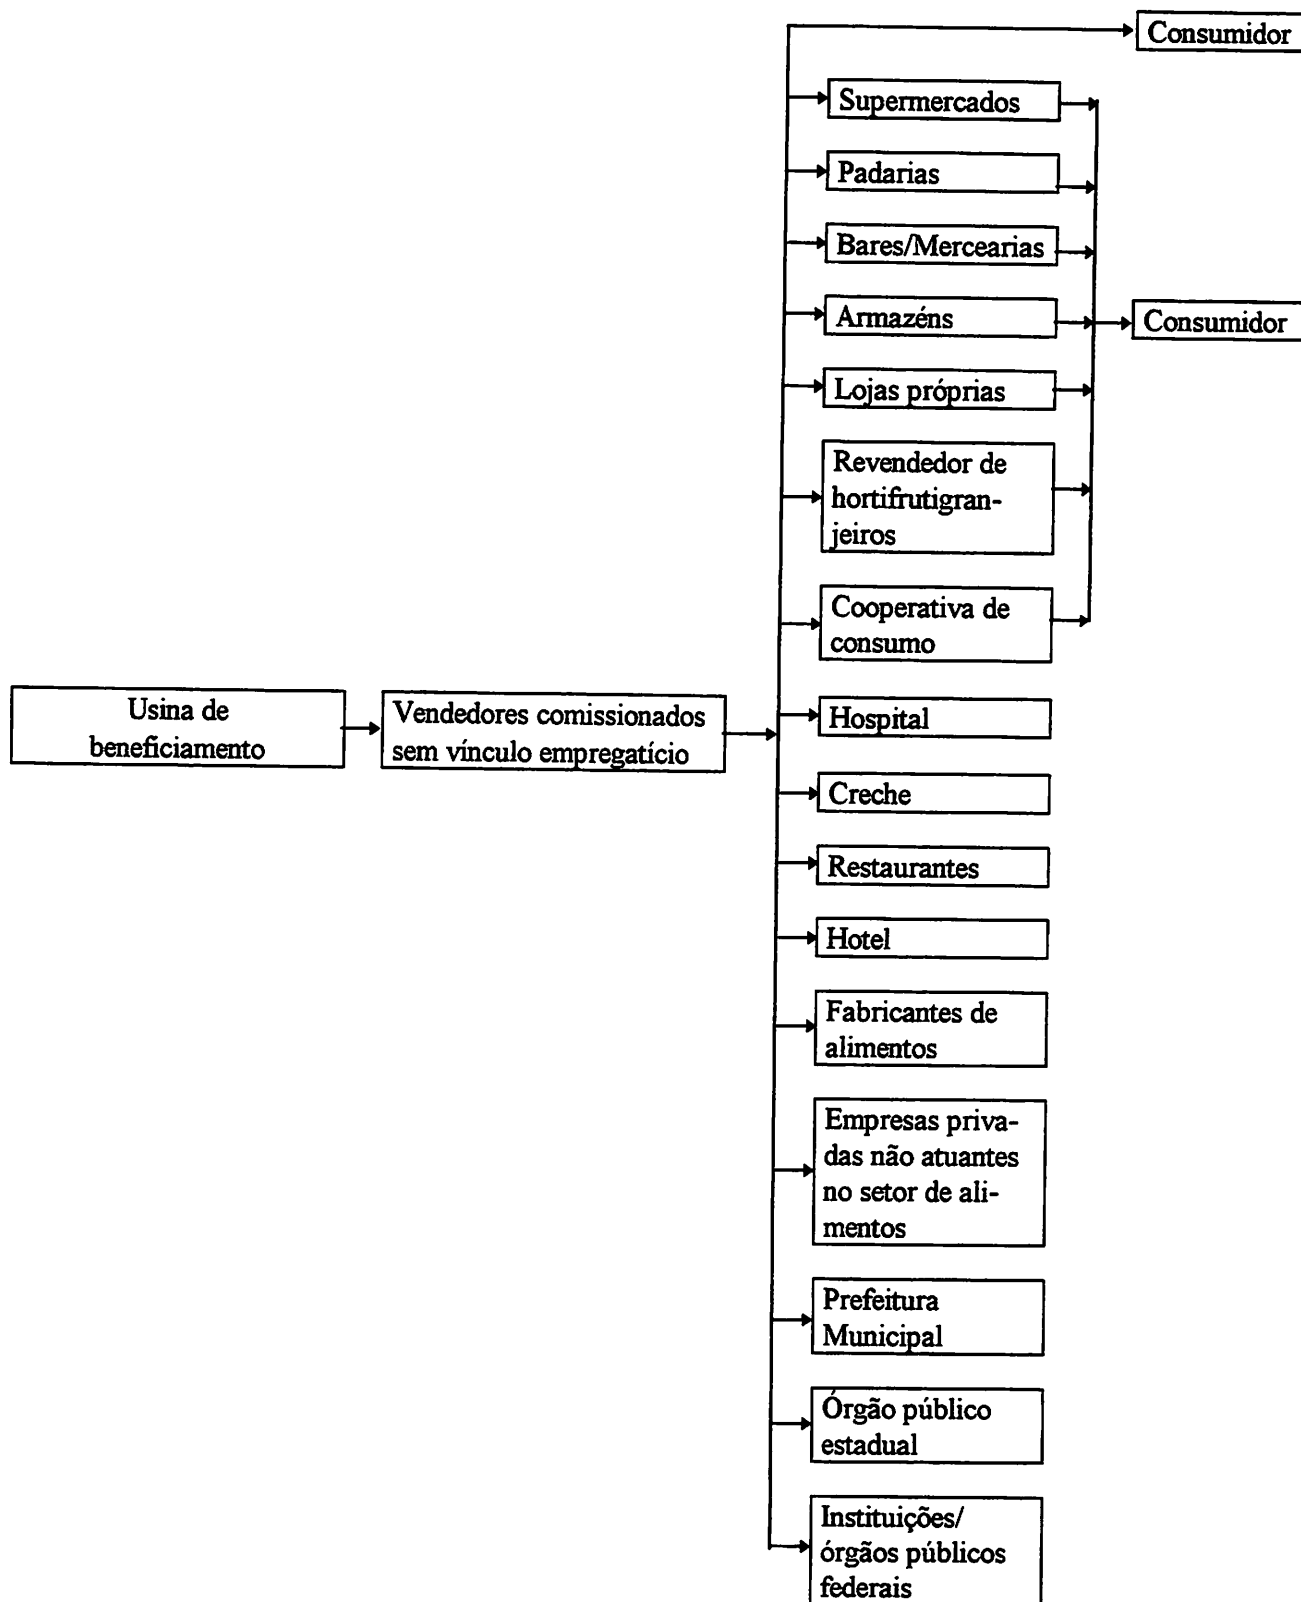 Consumidor
Supermercados
Padarias
Bares/Mercearias
Armazéns
Consumidor
Lojas próprias
Revendedor de
hortifrutigran-
jeiros
Cooperativa de
consumo
Usina de
beneficiamento
Vendedores comissionados
sem vínculo empregatício
Hospital
Creche
Restaurantes
Hotel
Fabricantes de
alimentos
Empresas priva-
das não atuantes
no setor de ali-
mentos
Prefeitura
Municipal
Órgão público
estadual
Instituições/
órgãos públicos
federais